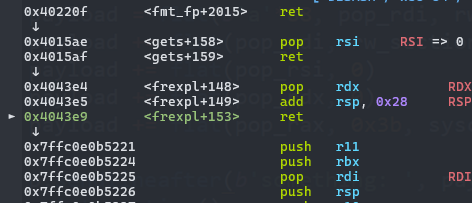 0x40220f <fmt_fp+2015> ret
↓
0x4015ae <gets+158> pop rsi RSI => 0
0x4015af <gets+159> ret
↓
0x4043e4 <frexpl+148> pop rdx RDX
0x4043e5 <frexpl+149> add rsp, 0x28 RSP
► 0x4043e9 <frexpl+153> ret
↓
0x7ffc0e0b5221 push r11
0x7ffc0e0b5224 push rbx
0x7ffc0e0b5225 pop rdi RDI
0x7ffc0e0b5226 push rsp